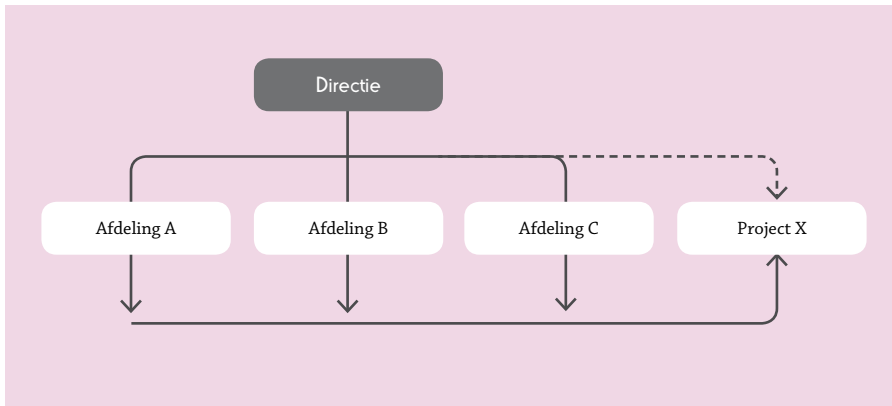 Directie
Afdeling A
Afdeling B
Afdeling C
Project X